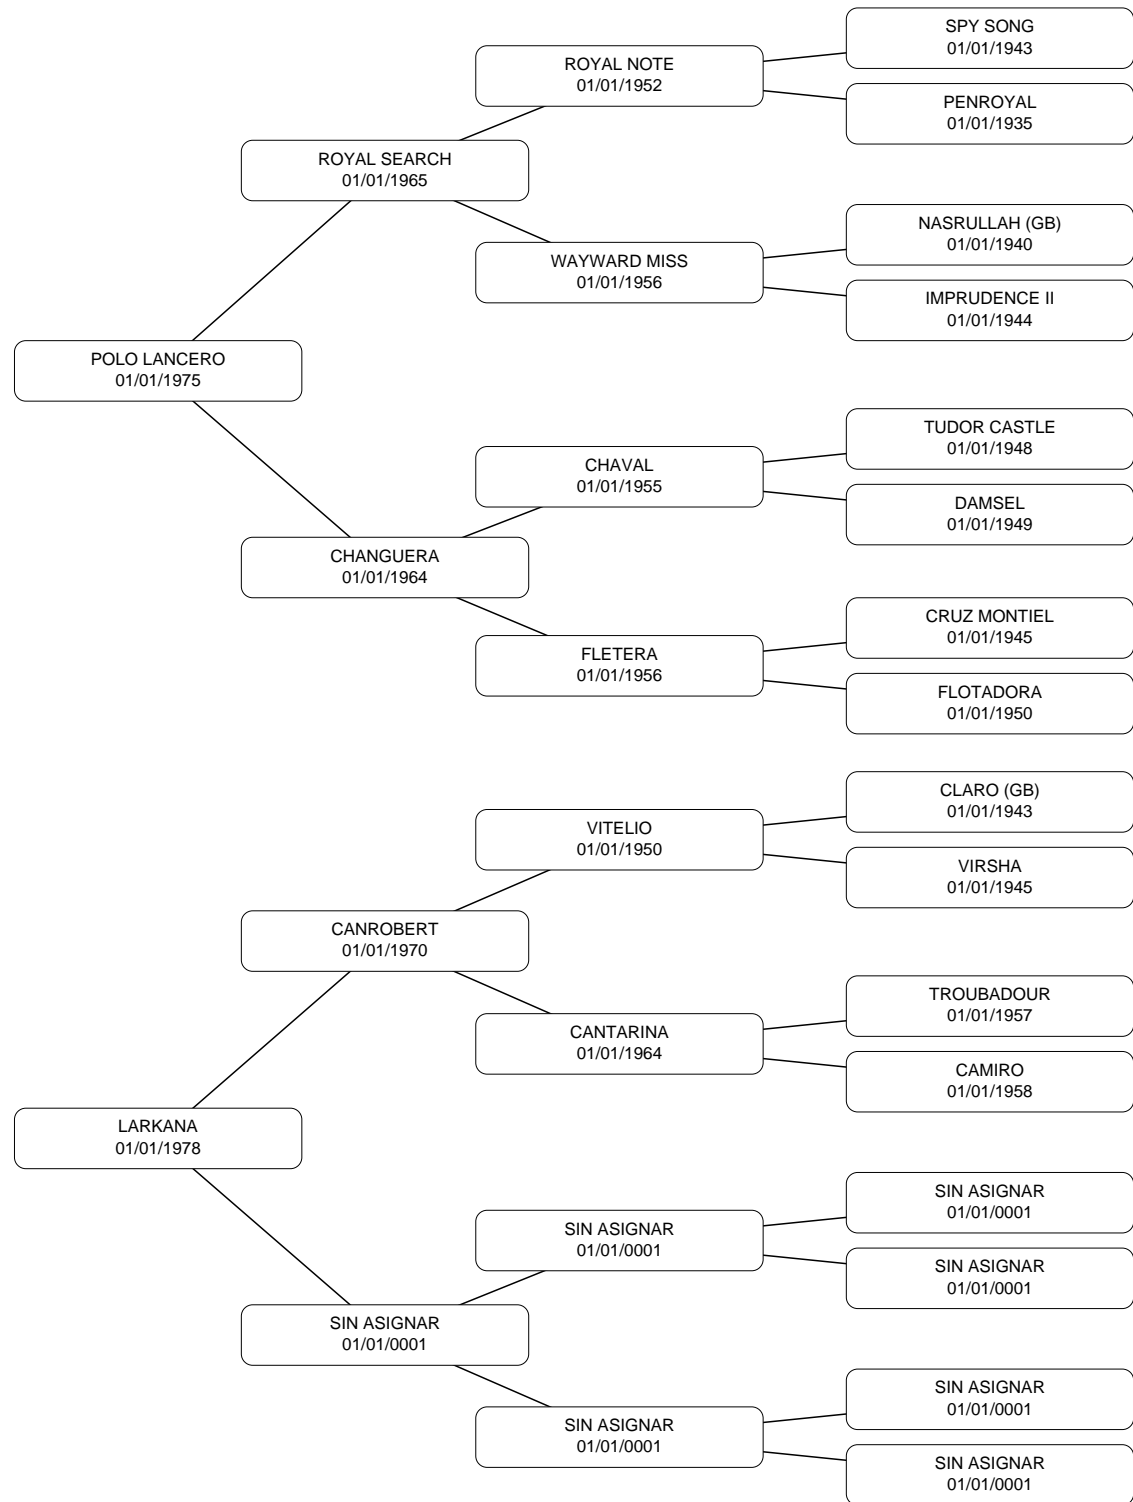 SPY SONG
01/01/1943
ROYAL NOTE
01/01/1952
PENROYAL
01/01/1935
ROYAL SEARCH
01/01/1965
NASRULLAH (GB)
01/01/1940
WAYWARD MISS
01/01/1956
IMPRUDENCE II
01/01/1944
POLO LANCERO
01/01/1975
TUDOR CASTLE
01/01/1948
CHAVAL
01/01/1955
DAMSEL
01/01/1949
CHANGUERA
01/01/1964
CRUZ MONTIEL
01/01/1945
FLETERA
01/01/1956
FLOTADORA
01/01/1950
CLARO (GB)
01/01/1943
VITELIO
01/01/1950
VIRSHA
01/01/1945
CANROBERT
01/01/1970
TROUBADOUR
01/01/1957
CANTARINA
01/01/1964
CAMIRO
01/01/1958
LARKANA
01/01/1978
SIN ASIGNAR
01/01/0001
SIN ASIGNAR
01/01/0001
SIN ASIGNAR
01/01/0001
SIN ASIGNAR
01/01/0001
SIN ASIGNAR
01/01/0001
SIN ASIGNAR
01/01/0001
SIN ASIGNAR
01/01/0001